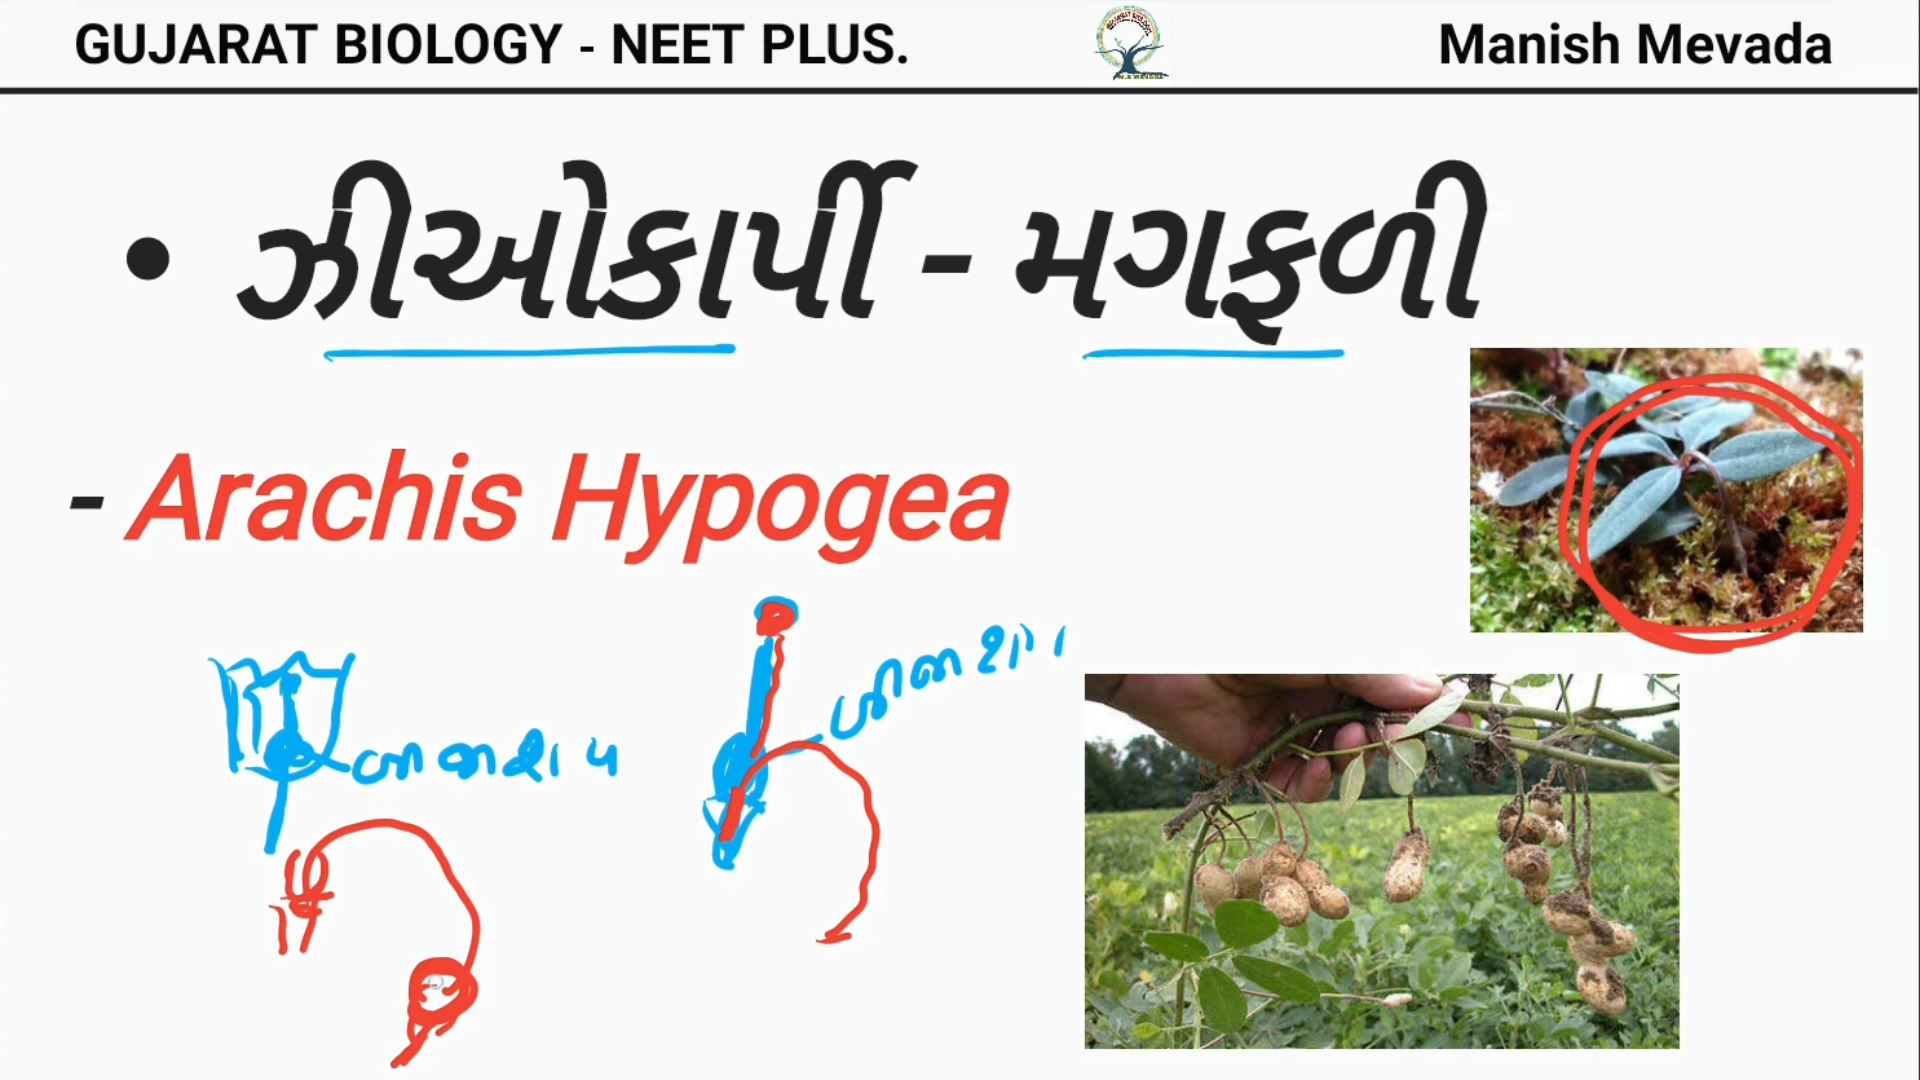 GUJARAT BIOLOGY - NEET PLUS.
Manish Mevada
• ઝીઓકાર્પી - મગફળી
- Arachis Hypogea